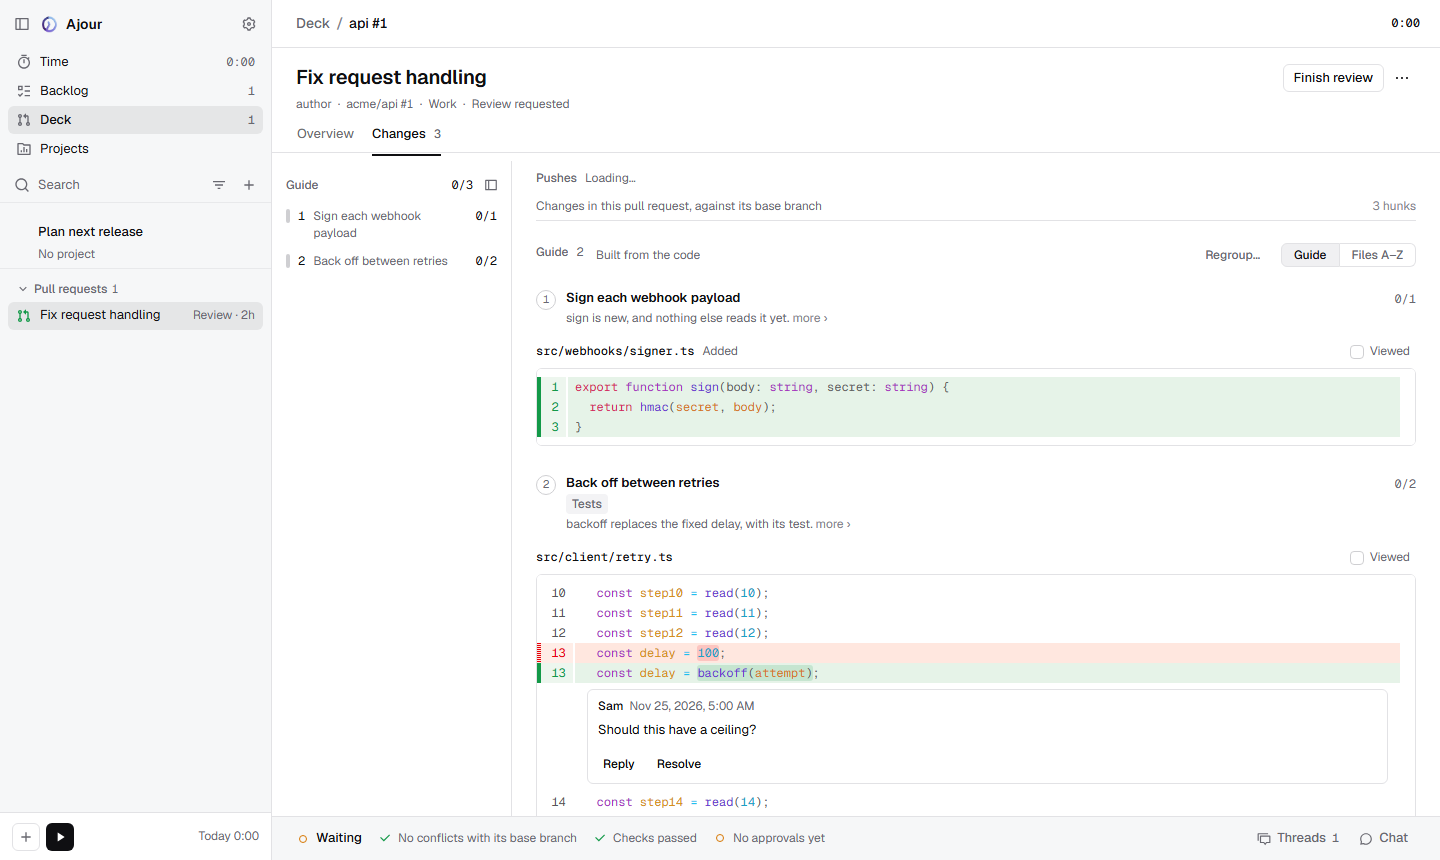 Ajour
Time 0:00
Backlog 1
Deck 1
Projects
Search
Plan next release
No project
Pull requests 1
Fix request handling Review · 2h
Today 0:00
Deck / api #1 0:00
Fix request handling Finish review
author · acme/api #1 · Work · Review requested
Overview Changes 3
Guide 0/3
1 Sign each webhook payload 0/1
2 Back off between retries 0/2
Pushes Loading…
Changes in this pull request, against its base branch 3 hunks
Guide 2 Built from the code Regroup… Guide Files A–Z
1 Sign each webhook payload 0/1
sign is new, and nothing else reads it yet. more ›
src/webhooks/signer.ts Added Viewed
1 export function sign(body: string, secret: string) {
2 return hmac(secret, body);
3 }
2 Back off between retries 0/2
Tests
backoff replaces the fixed delay, with its test. more ›
src/client/retry.ts Viewed
10 const step10 = read(10);
11 const step11 = read(11);
12 const step12 = read(12);
13 const delay = 100;
13 const delay = backoff(attempt);
Sam Nov 25, 2026, 5:00 AM
Should this have a ceiling?
Reply Resolve
14 const step14 = read(14);
Waiting No conflicts with its base branch Checks passed No approvals yet Threads 1 Chat